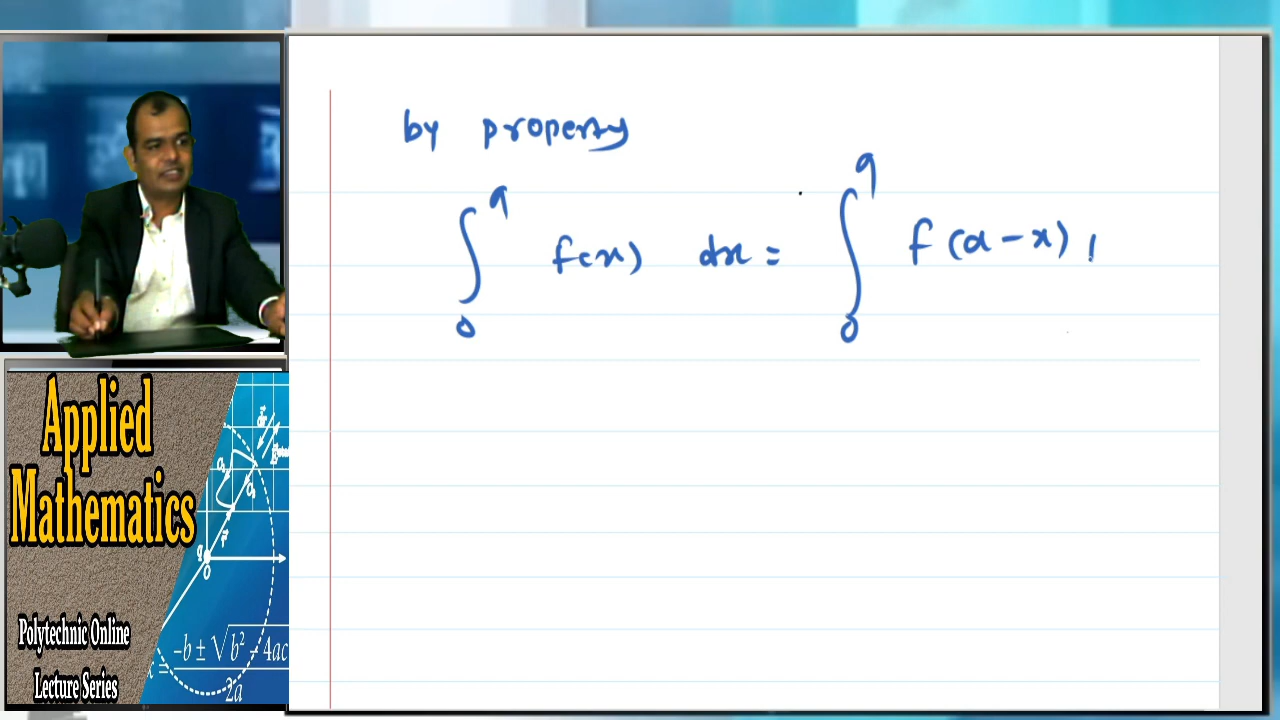 by property
∫₀ᵃ f(x) dx = ∫₀ᵃ f(a-x)
Applied
Mathematics
Polytechnic Online
Lecture Series
-b ± √b² - 4ac
2a